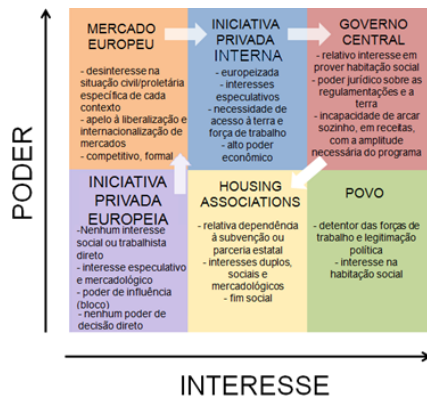 MERCADO
EUROPEU
- desinteresse na
situação civil/proletária
específica de cada
contexto
- apelo à liberalização e
internacionalização de
mercados
- competitivo, formal
INICIATIVA
PRIVADA
INTERNA
- europeizada
- interesses
especulativos
- necessidade de
acesso à terra e
força de trabalho
- alto poder
econômico
GOVERNO
CENTRAL
- relativo interesse em
prover habitação social
- poder jurídico sobre as
regulamentações e a
terra
- incapacidade de arcar
sozinho, em receitas,
com a amplitude
necessária do programa
INICIATIVA
PRIVADA
EUROPEIA
-Nenhum interesse
social ou trabalhista
direto
- interesse especulativo
e mercadológico
- poder de influência
(bloco)
- nenhum poder de
decisão direto
HOUSING
ASSOCIATIONS
- relativa dependência
à subvenção ou
parceria estatal
- interesses duplos,
sociais e
mercadológicos
- fim social
POVO
- detentor das forças de
trabalho e legitimação
política
- interesse na
habitação social
PODER
INTERESSE